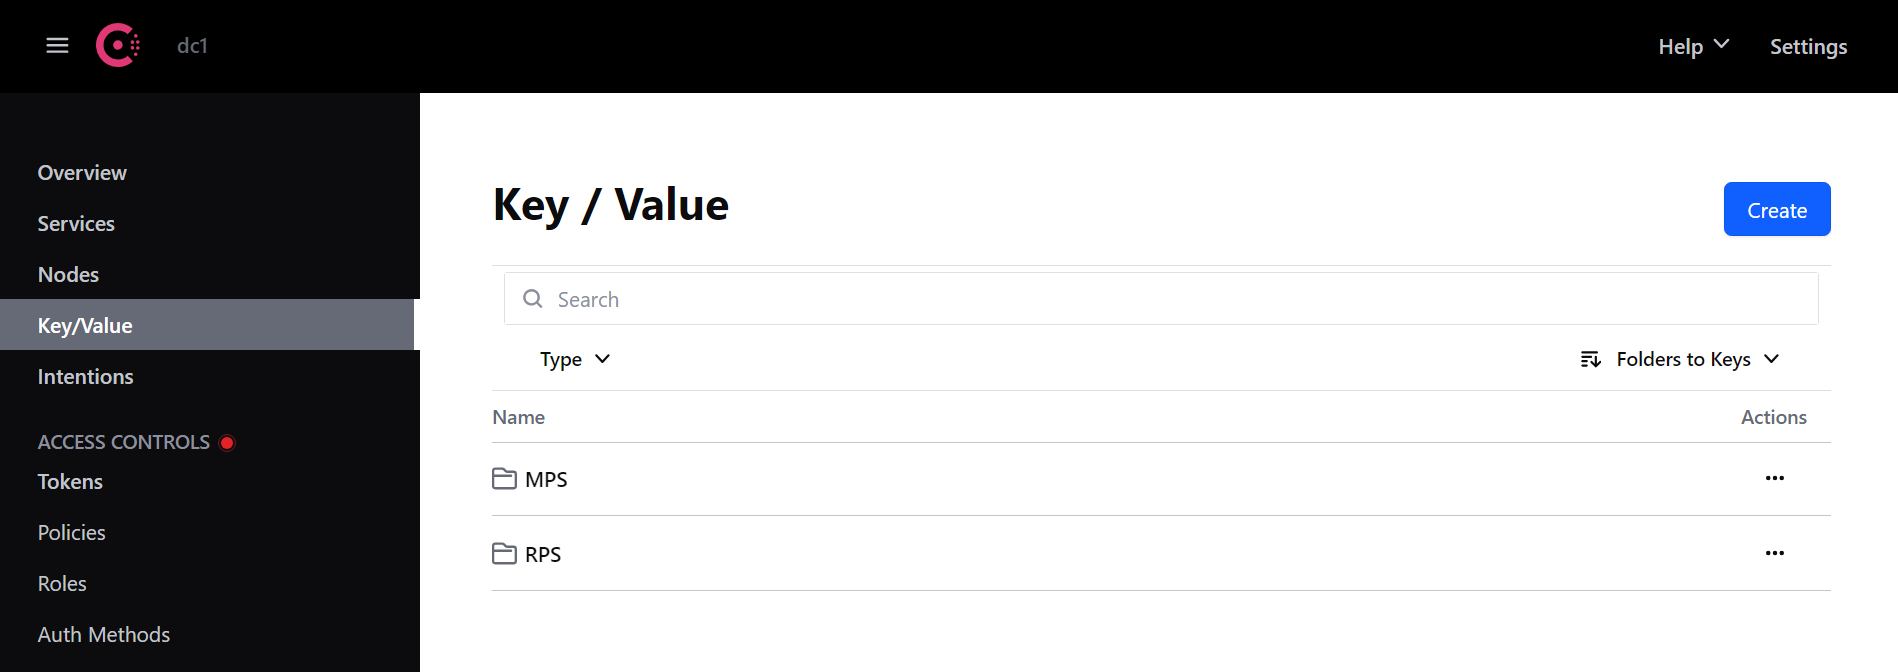 dc1
Help
Settings
Overview
Services
Nodes
Key/Value
Intentions
ACCESS CONTROLS
Tokens
Policies
Roles
Auth Methods
Key / Value
Create
Search
Type
Folders to Keys
Name
Actions
MPS
RPS